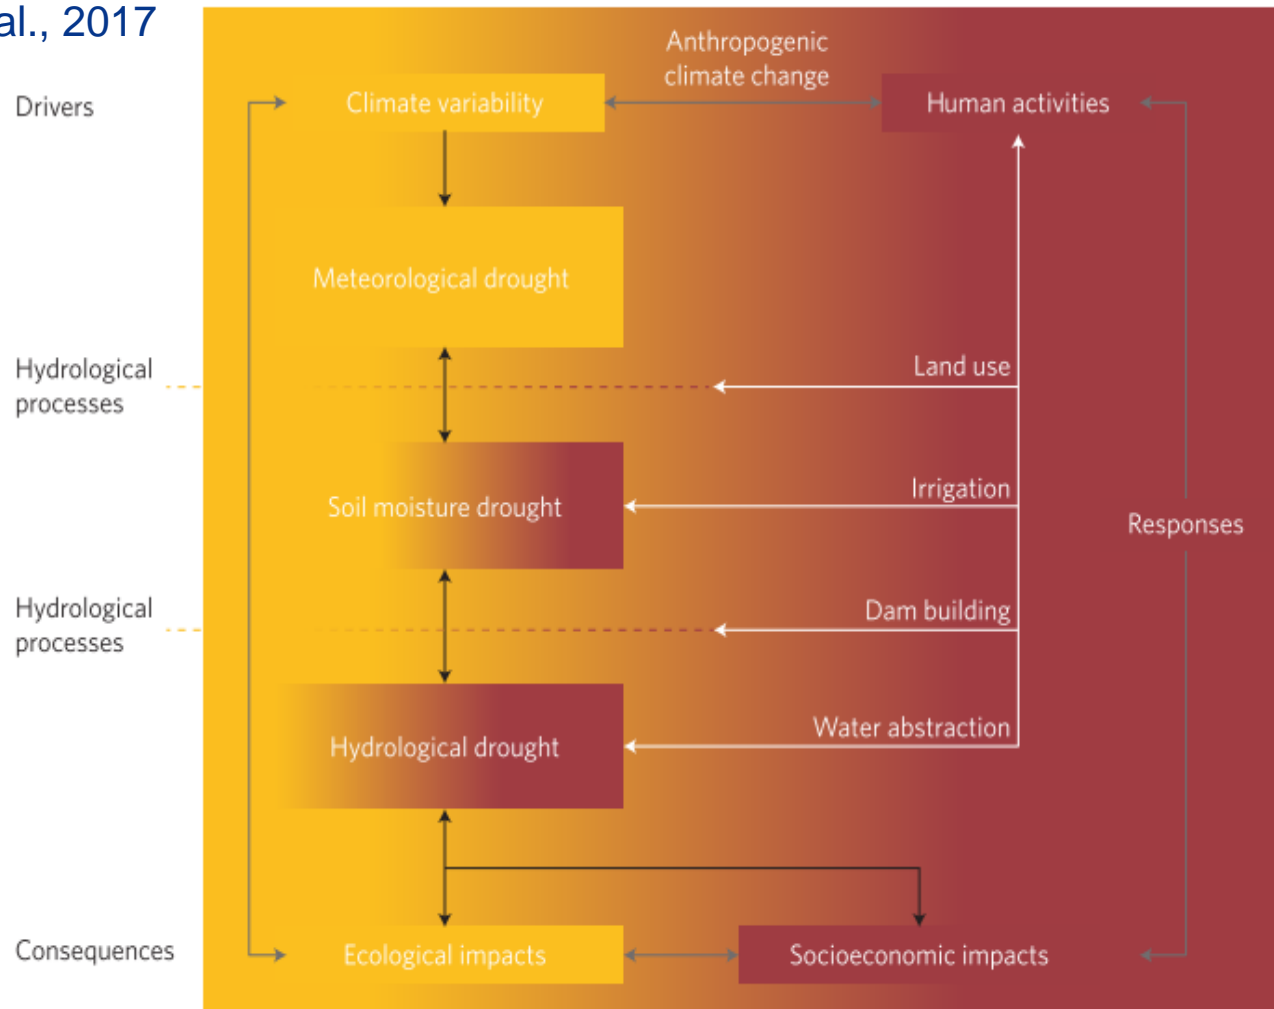 al., 2017
Anthropogenic
climate change
Drivers
Climate variability
Human activities
Meteorological drought
Hydrological
processes
Land use
Irrigation
Soil moisture drought
Responses
Hydrological
processes
Dam building
Water abstraction
Hydrological drought
Consequences
Ecological impacts
Socioeconomic impacts